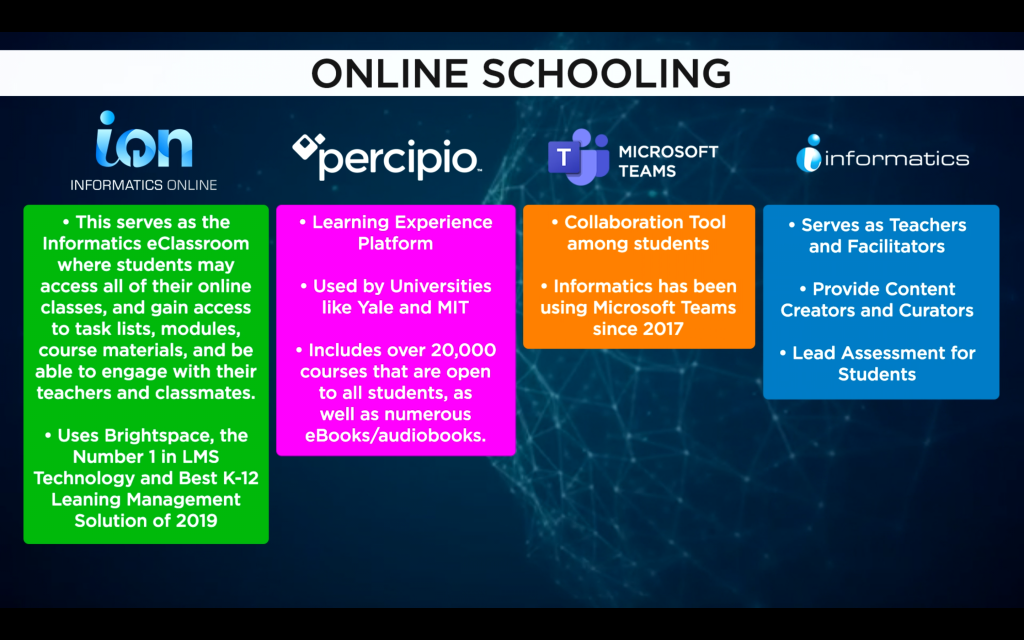 ONLINE SCHOOLING
ion
INFORMATICS ONLINE
• This serves as the
Informatics eClassroom
where students may
access all of their online
classes, and gain access
to task lists, modules,
course materials, and be
able to engage with their
teachers and classmates.
• Uses Brightspace, the
Number 1 in LMS
Technology and Best K-12
Leaning Management
Solution of 2019
percipio™
• Learning Experience
Platform
• Used by Universities
like Yale and MIT
• Includes over 20,000
courses that are open
to all students, as
well as numerous
eBooks/audiobooks.
T
MICROSOFT
TEAMS
• Collaboration Tool
among students
• Informatics has been
using Microsoft Teams
since 2017
i informatics
• Serves as Teachers
and Facilitators
• Provide Content
Creators and Curators
• Lead Assessment for
Students